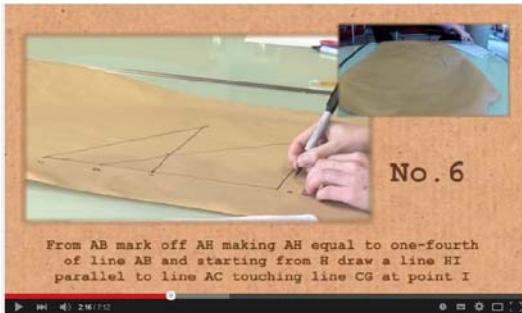 No.6
From AB mark off AH making AH equal to one-fourth
of line AB and starting from H draw a line HI
parallel to line AC touching line CG at point I
2:16 / 7:12